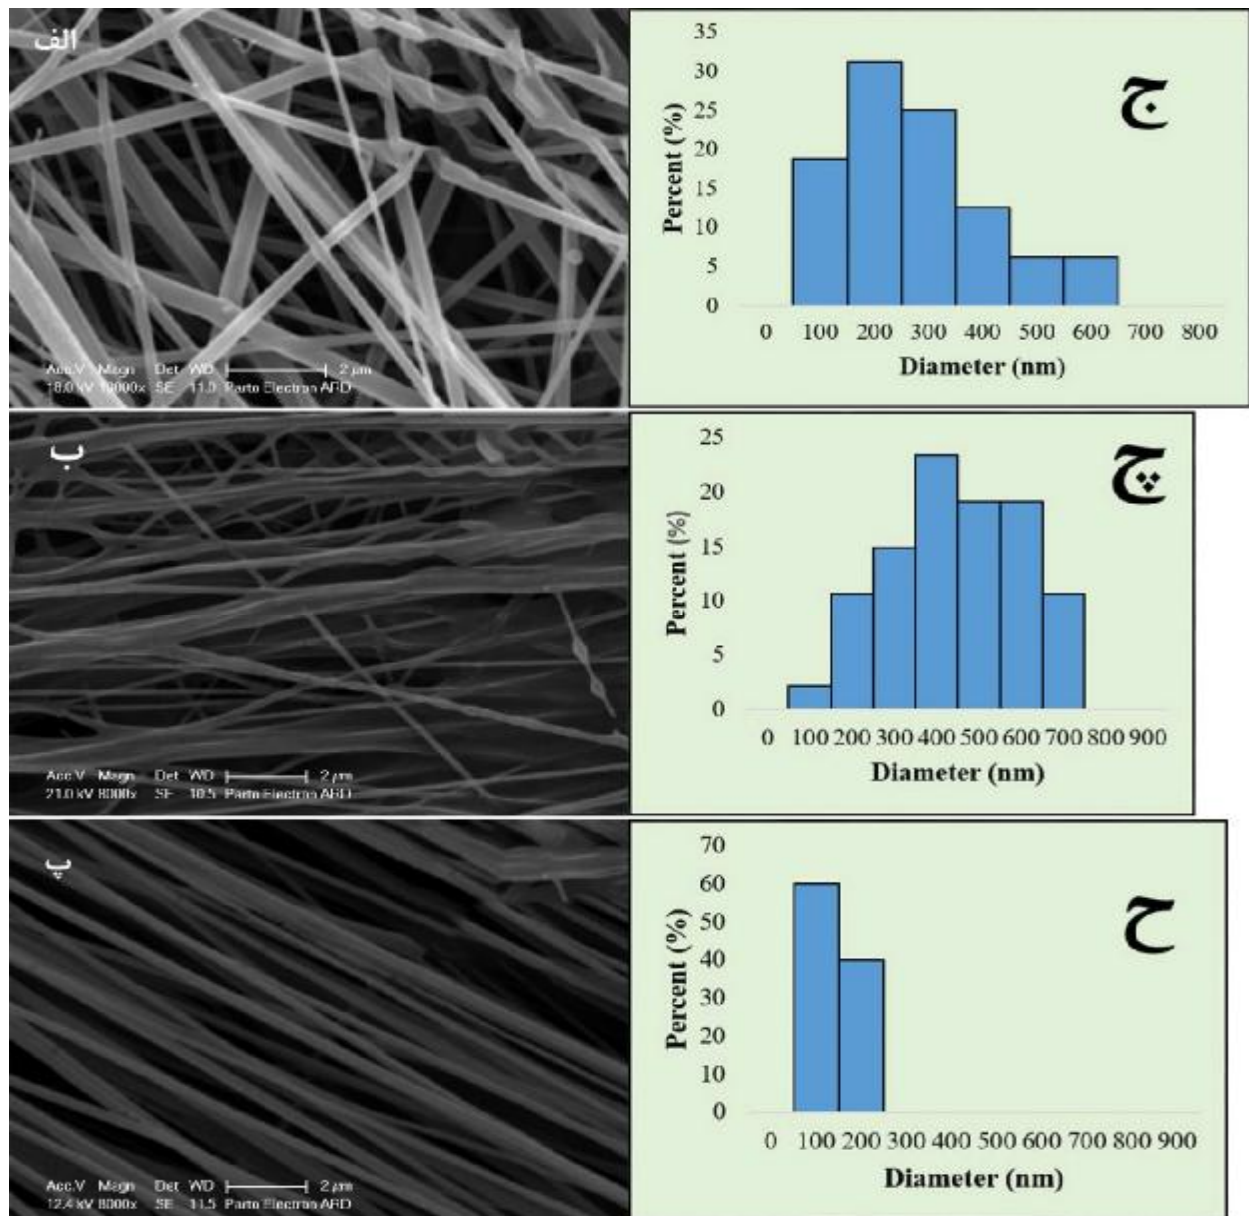 الف
Acc.V Magn Det WD 2 µm
18.0 kV 10000x SE 11.0 Parto Electron ARD
ج
35
30
25
20
15
10
5
0
Percent (%)
0 100 200 300 400 500 600 700 800
Diameter (nm)
ب
Acc.V Magn Det WD 2 µm
21.0 kV 8000x SE 10.5 Parto Electron ARD
چ
25
20
15
10
5
0
Percent (%)
0 100 200 300 400 500 600 700 800 900
Diameter (nm)
پ
Acc.V Magn Det WD 2 µm
12.4 kV 8000x SE 11.5 Parto Electron ARD
ح
70
60
50
40
30
20
10
0
Percent (%)
0 100 200 300 400 500 600 700 800 900
Diameter (nm)